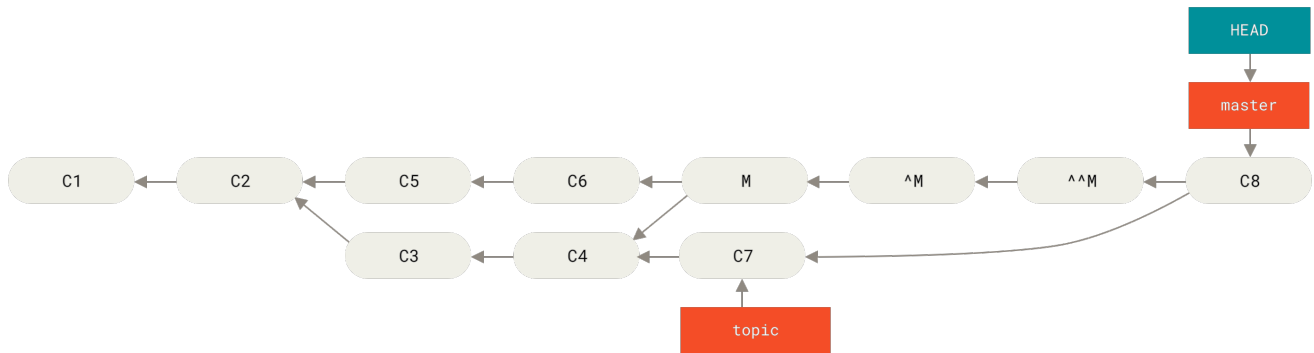 HEAD
master
C1 C2 C5 C6 M ^M ^^M C8
C3 C4 C7
topic